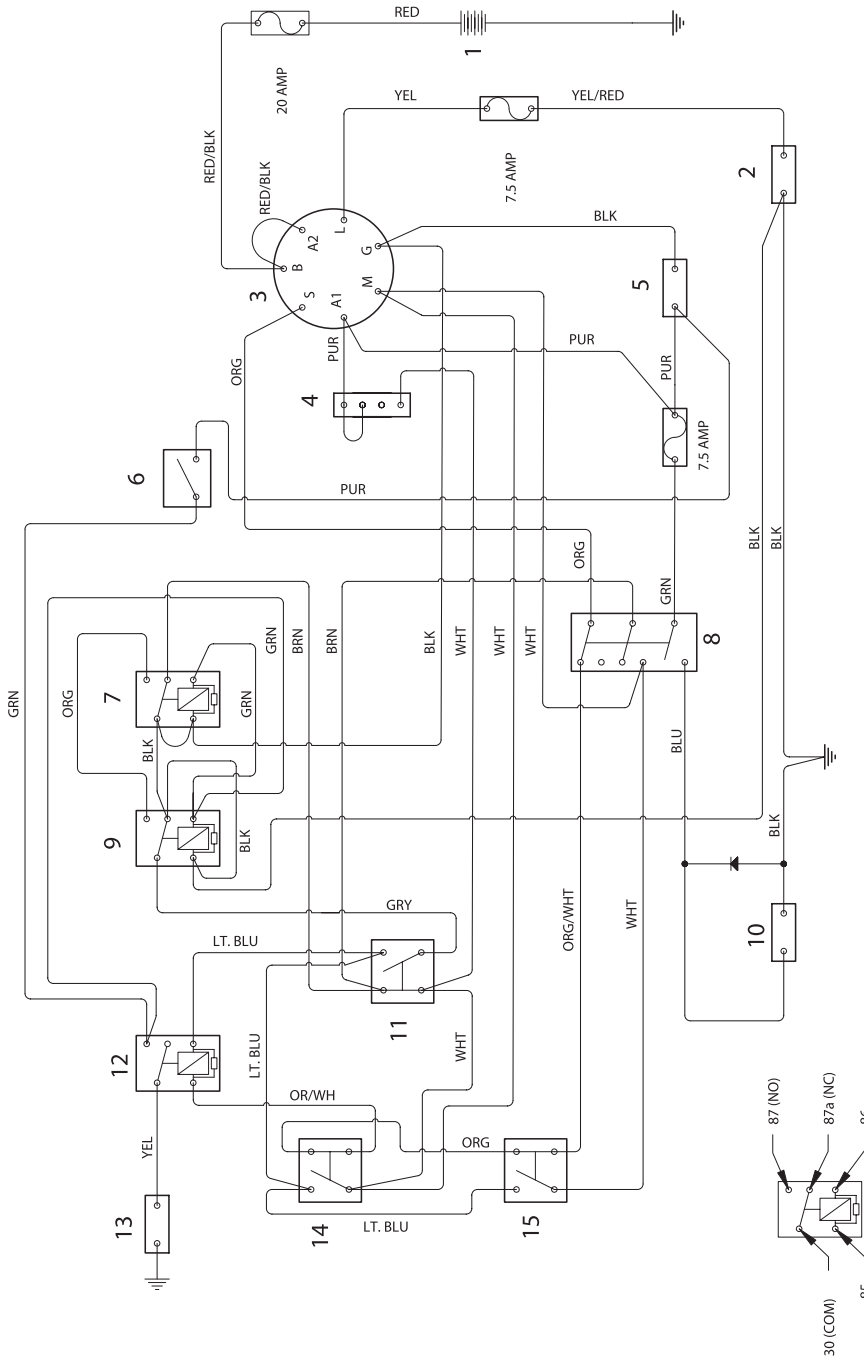 RED
1
20 AMP
RED/BLK
RED/BLK
YEL
YEL/RED
7.5 AMP
2
3
B
A2
L
G
M
A1
S
BLK
5
PUR
PUR
PUR
7.5 AMP
4
ORG
6
PUR
GRN
ORG
7
GRN
GRN
BRN
BRN
BLK
WHT
WHT
WHT
ORG
GRN
8
BLK
BLK
BLK
9
BLK
BLU
BLK
10
GRY
LT. BLU
11
ORG/WHT
WHT
12
LT. BLU
WHT
OR/WH
YEL
13
14
ORG
15
LT. BLU
87 (NO)
87a (NC)
30 (COM)